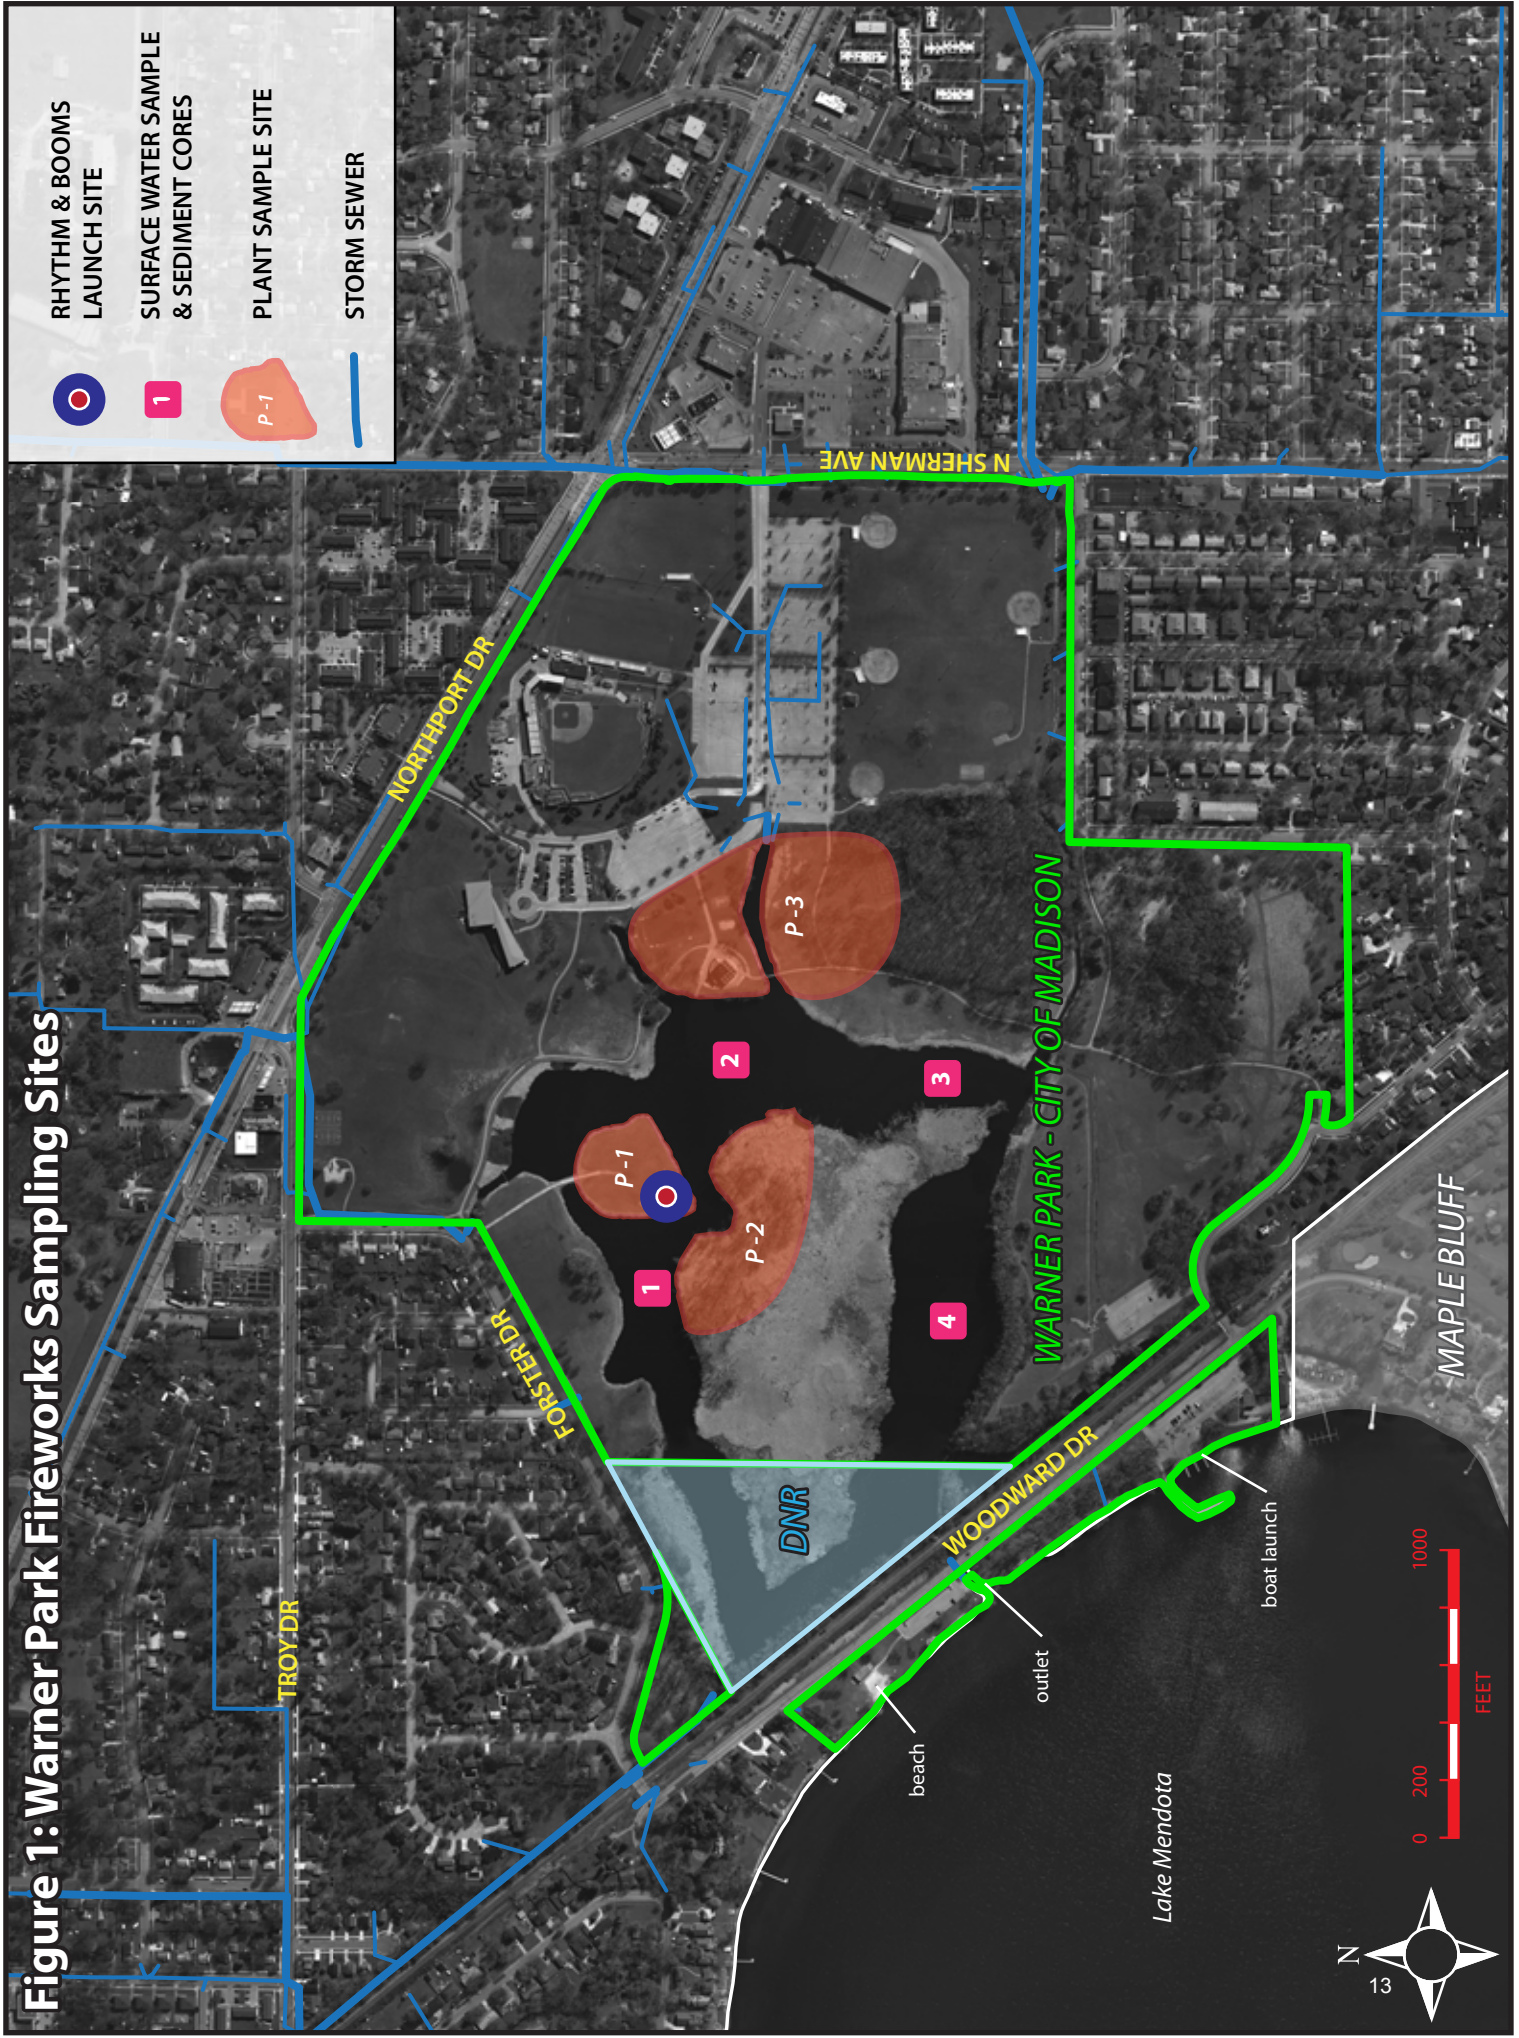 Figure 1: Warner Park Fireworks Sampling Sites
RHYTHM & BOOMS
LAUNCH SITE
1
SURFACE WATER SAMPLE
& SEDIMENT CORES
P-1
PLANT SAMPLE SITE
STORM SEWER
TROY DR
NORTHPORT DR
FORSTER DR
N SHERMAN AVE
P-1
1
2
P-2
P-3
DNR
3
4
WARNER PARK - CITY OF MADISON
WOODWARD DR
beach
outlet
boat launch
Lake Mendota
MAPLE BLUFF
0
200
1000
FEET
N
13